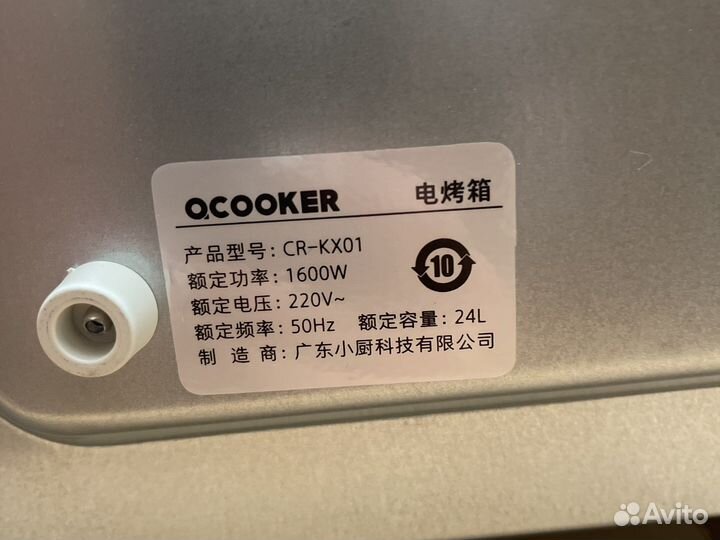 QCOOKER 电烤箱
产品型号: CR-KX01
额定功率: 1600W
额定电压: 220V~
额定频率: 50Hz 额定容量: 24L
制 造 商: 广东小厨科技有限公司
10
Avito